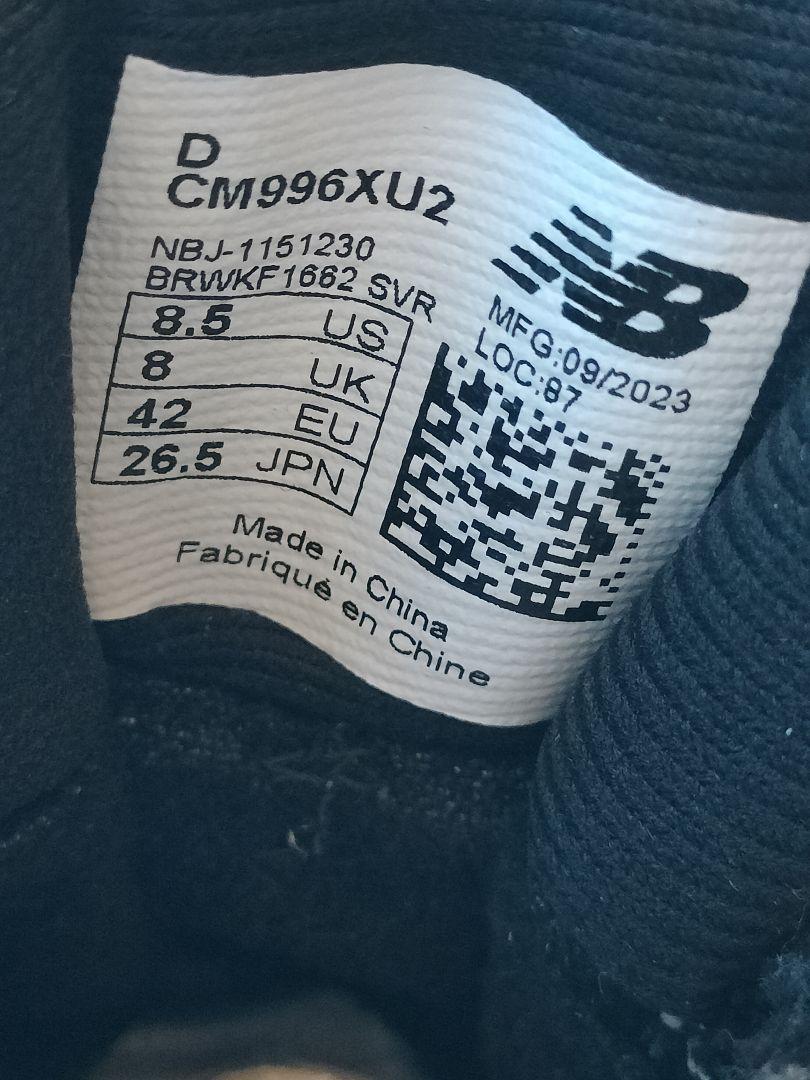 D
CM996XU2
NBJ-1151230
BRWKF1662 SVR
8.5 US
8 UK
42 EU
26.5 JPN
NB
MFG:09/2023
LOC:87
Made in China
Fabriqué en Chine